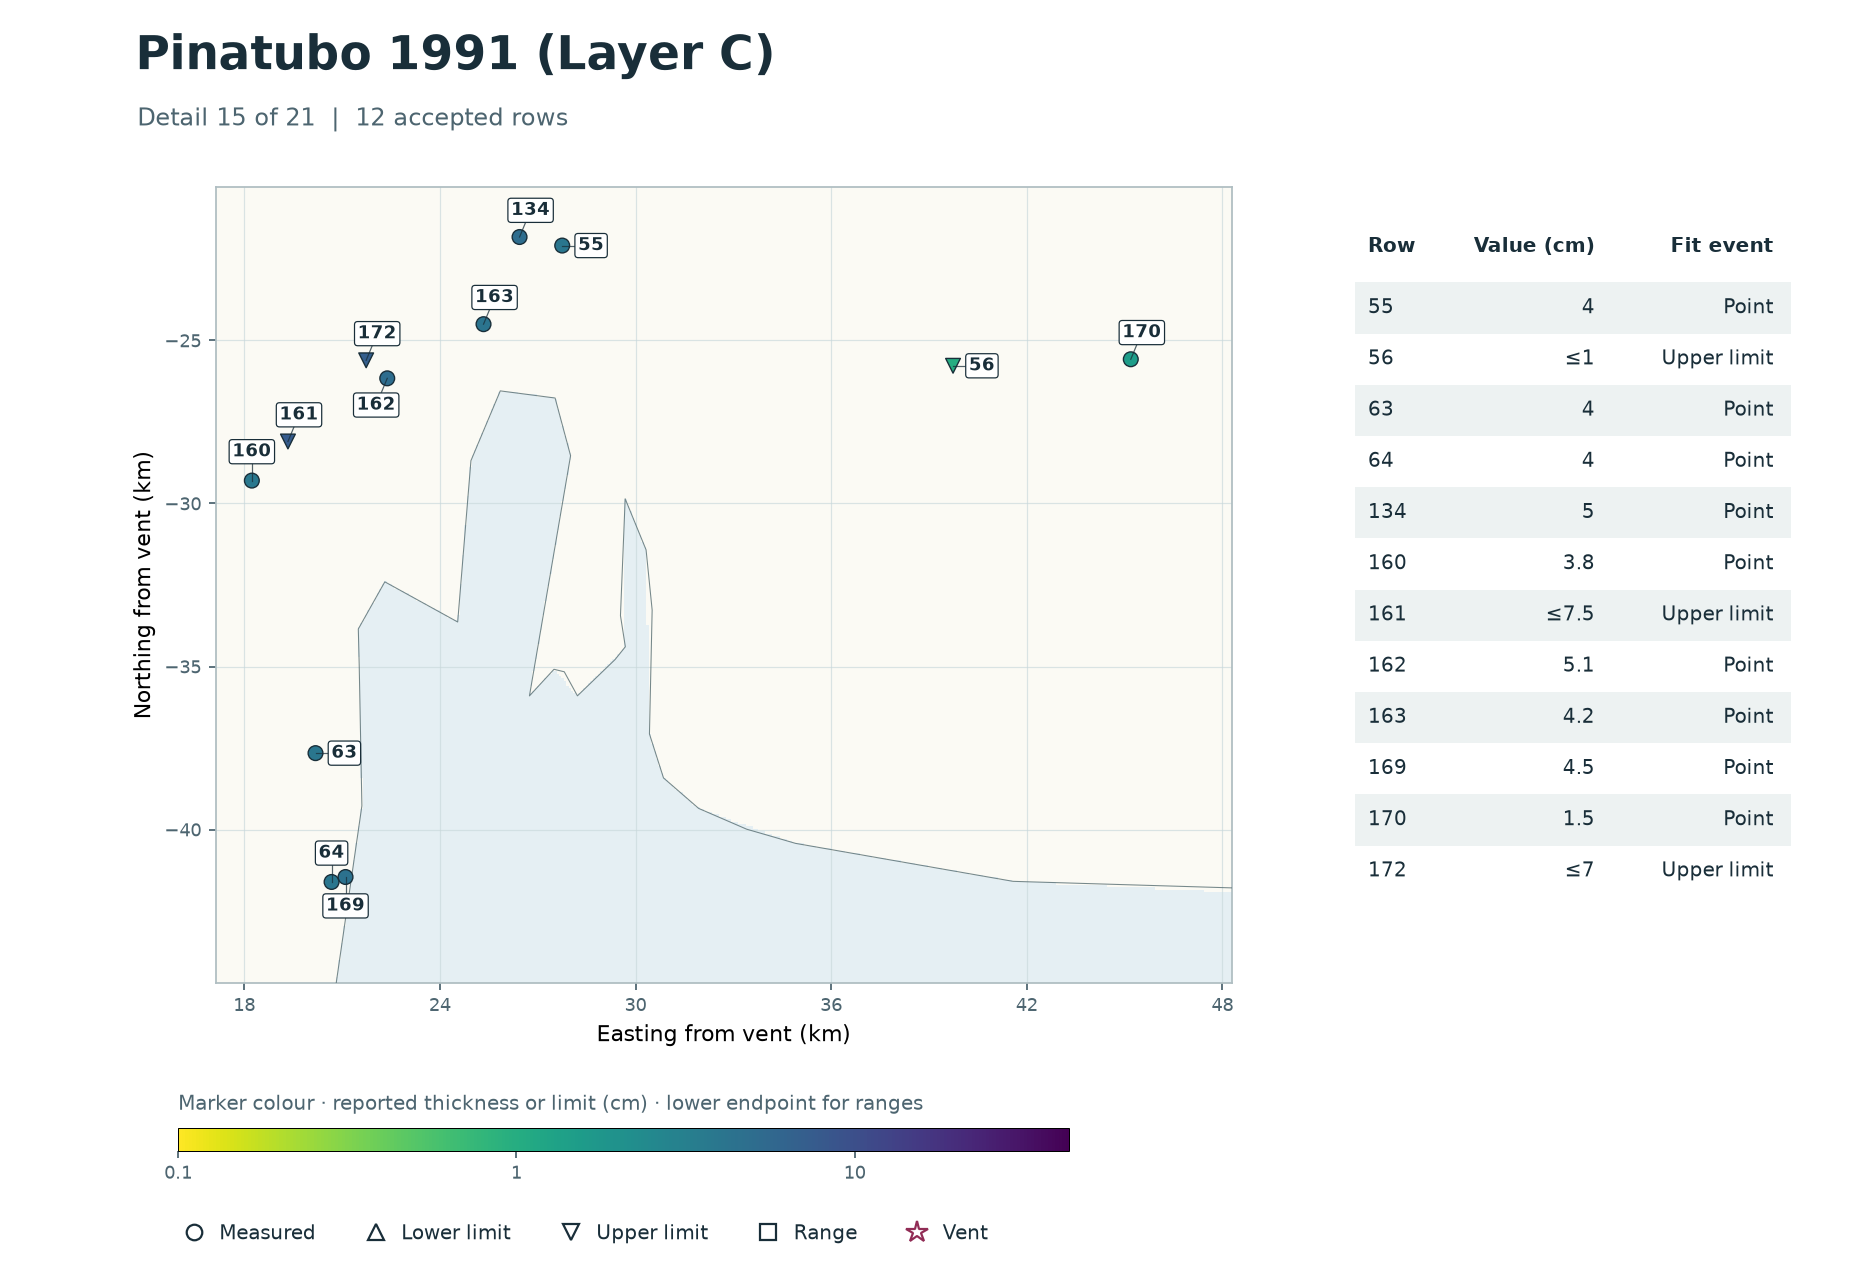 Pinatubo 1991 (Layer C)
Detail 15 of 21 | 12 accepted rows
134
55
163
172
170
56
162
161
160
63
64
169
−25
−30
−35
−40
Northing from vent (km)
18 24 30 36 42 48
Easting from vent (km)
Row Value (cm) Fit event
55 4 Point
56 ≤1 Upper limit
63 4 Point
64 4 Point
134 5 Point
160 3.8 Point
161 ≤7.5 Upper limit
162 5.1 Point
163 4.2 Point
169 4.5 Point
170 1.5 Point
172 ≤7 Upper limit
Marker colour · reported thickness or limit (cm) · lower endpoint for ranges
0.1 1 10
Measured Lower limit Upper limit Range Vent